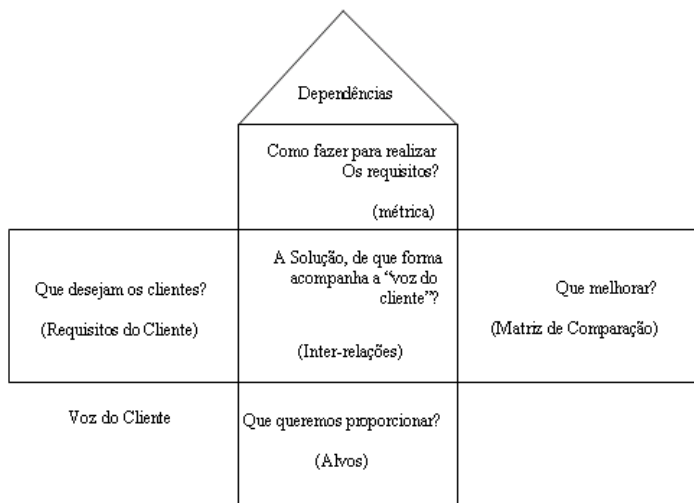 Dependências
Como fazer para realizar
Os requisitos?
(métrica)
Que desejam os clientes?
(Requisitos do Cliente)
A Solução, de que forma
acompanha a “voz do
cliente”?
(Inter-relações)
Que melhorar?
(Matriz de Comparação)
Voz do Cliente
Que queremos proporcionar?
(Alvos)